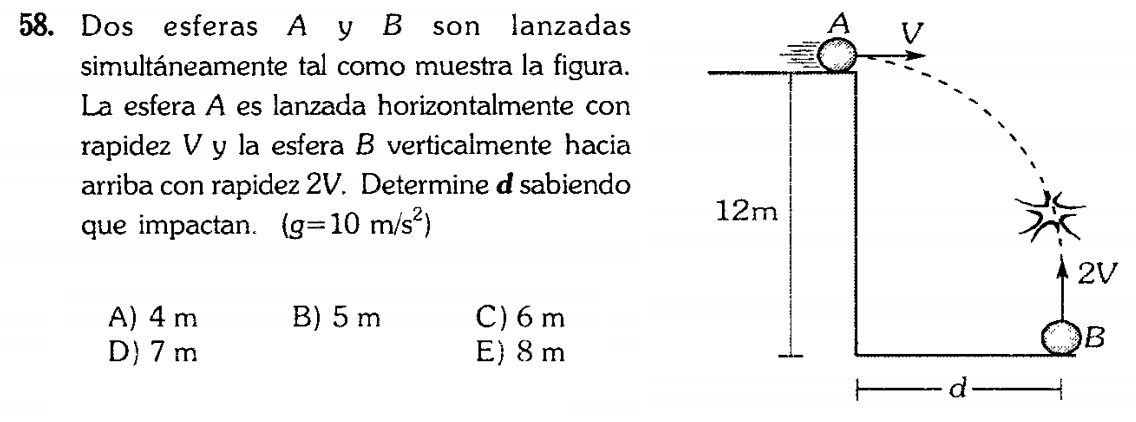 58. Dos esferas A y B son lanzadas
simultáneamente tal como muestra la figura.
La esfera A es lanzada horizontalmente con
rapidez V y la esfera B verticalmente hacia
arriba con rapidez 2V. Determine d sabiendo
que impactan. (g=10 m/s²)
A) 4 m B) 5 m C) 6 m
D) 7 m E) 8 m
A
V
12m
2V
B
d